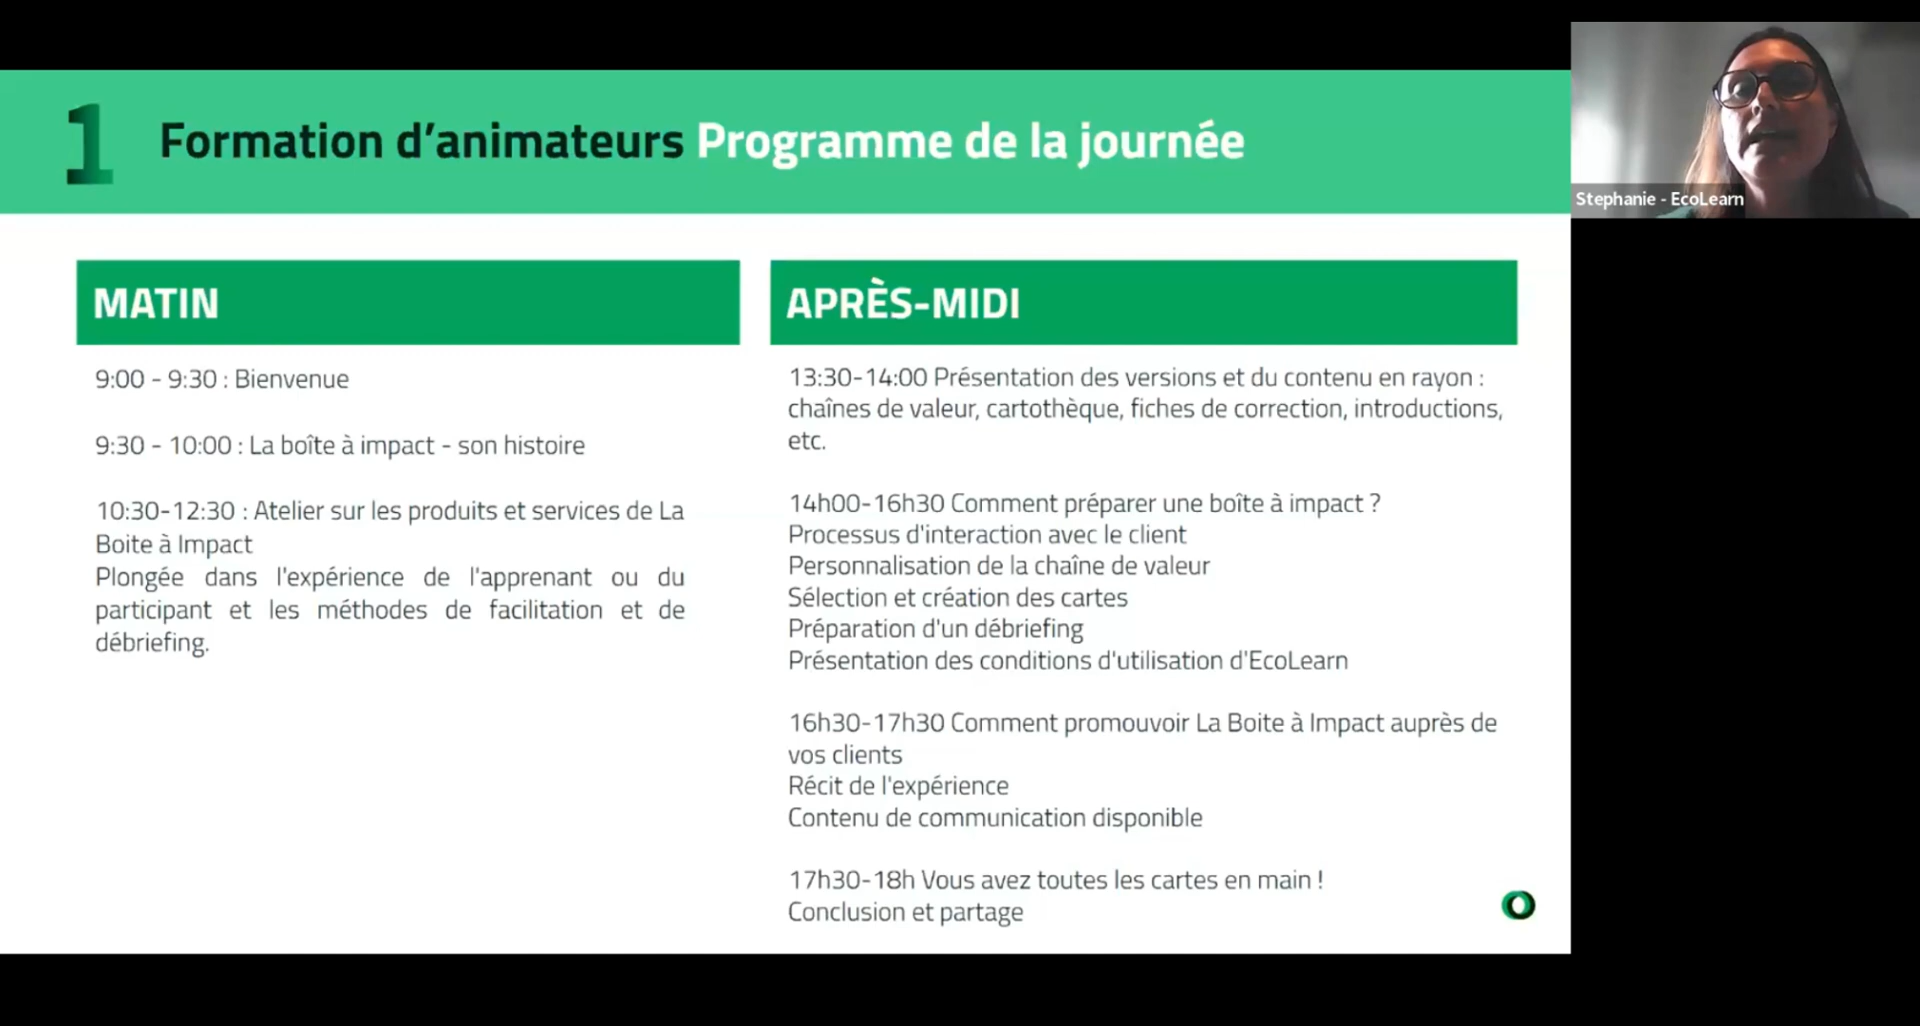 1 Formation d’animateurs Programme de la journée
Stephanie - EcoLearn
MATIN
9:00 - 9:30 : Bienvenue
9:30 - 10:00 : La boîte à impact - son histoire
10:30-12:30 : Atelier sur les produits et services de La
Boite à Impact
Plongée dans l'expérience de l'apprenant ou du
participant et les méthodes de facilitation et de
débriefing.
APRÈS-MIDI
13:30-14:00 Présentation des versions et du contenu en rayon :
chaînes de valeur, cartothèque, fiches de correction, introductions,
etc.
14h00-16h30 Comment préparer une boîte à impact ?
Processus d'interaction avec le client
Personnalisation de la chaîne de valeur
Sélection et création des cartes
Préparation d'un débriefing
Présentation des conditions d'utilisation d'EcoLearn
16h30-17h30 Comment promouvoir La Boite à Impact auprès de
vos clients
Récit de l'expérience
Contenu de communication disponible
17h30-18h Vous avez toutes les cartes en main !
Conclusion et partage